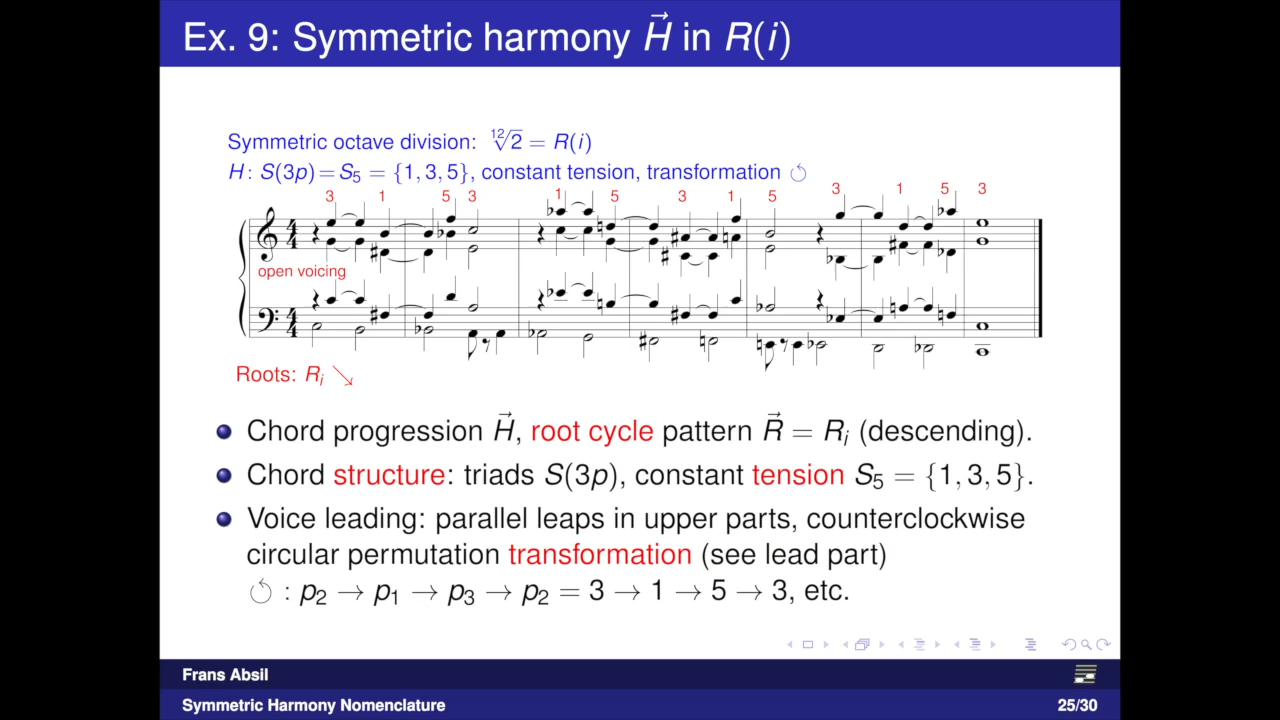 Ex. 9: Symmetric harmony H⃗ in R(i)
Symmetric octave division: ¹²√2 = R(i)
H: S(3p) = S₅ = {1, 3, 5}, constant tension, transformation ↺
3 1 5 3 1 5 3 1 5 3 1 5 3
4 4
open voicing
4 4
Roots: Rᵢ ↘
Chord progression H⃗, root cycle pattern R⃗ = Rᵢ (descending).
Chord structure: triads S(3p), constant tension S₅ = {1, 3, 5}.
Voice leading: parallel leaps in upper parts, counterclockwise
circular permutation transformation (see lead part)
↺ : p₂ → p₁ → p₃ → p₂ = 3 → 1 → 5 → 3, etc.
Frans Absil
Symmetric Harmony Nomenclature 25/30